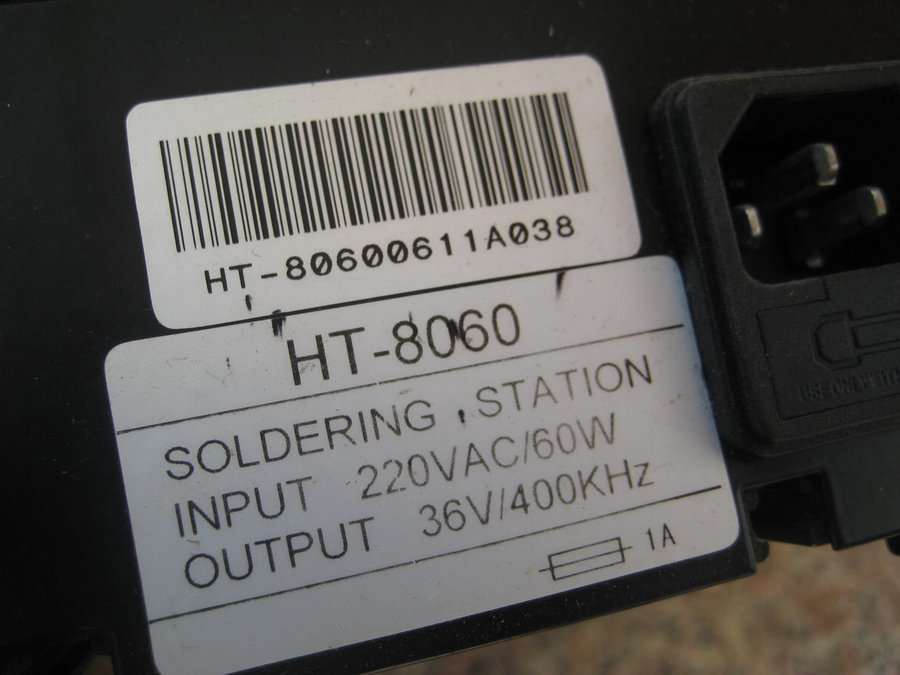 HT-80600611A038
HT-8060
SOLDERING STATION
INPUT 220VAC/60W
OUTPUT 36V/400KHz
1A